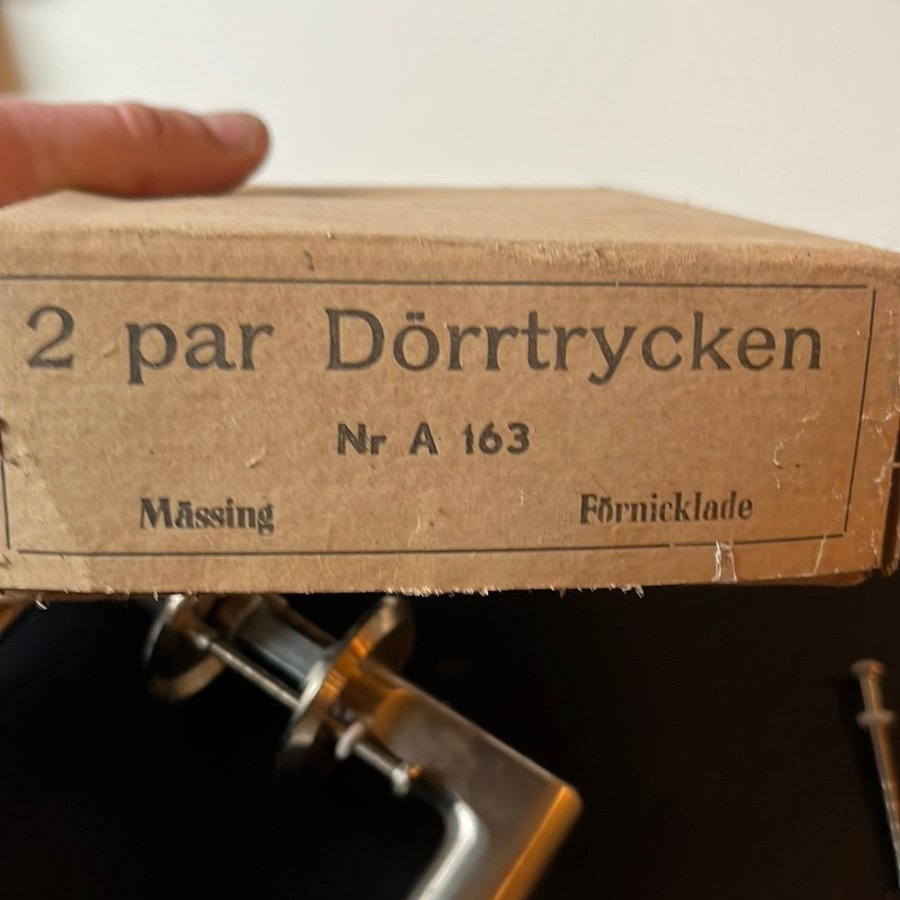 2 par Dörrtrycken
Nr A 163
Mässing Förnicklade